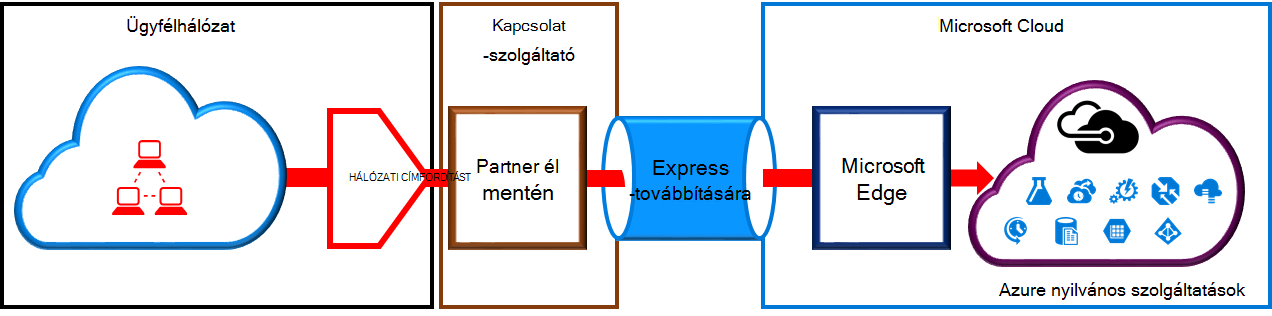 Ügyfélhálózat
Kapcsolat
-szolgáltató
Microsoft Cloud
HÁLÓZATI CÍMFORDÍTÁST
Partner él
mentén
Express
-továbbítására
Microsoft
Edge
Azure nyilvános szolgáltatások